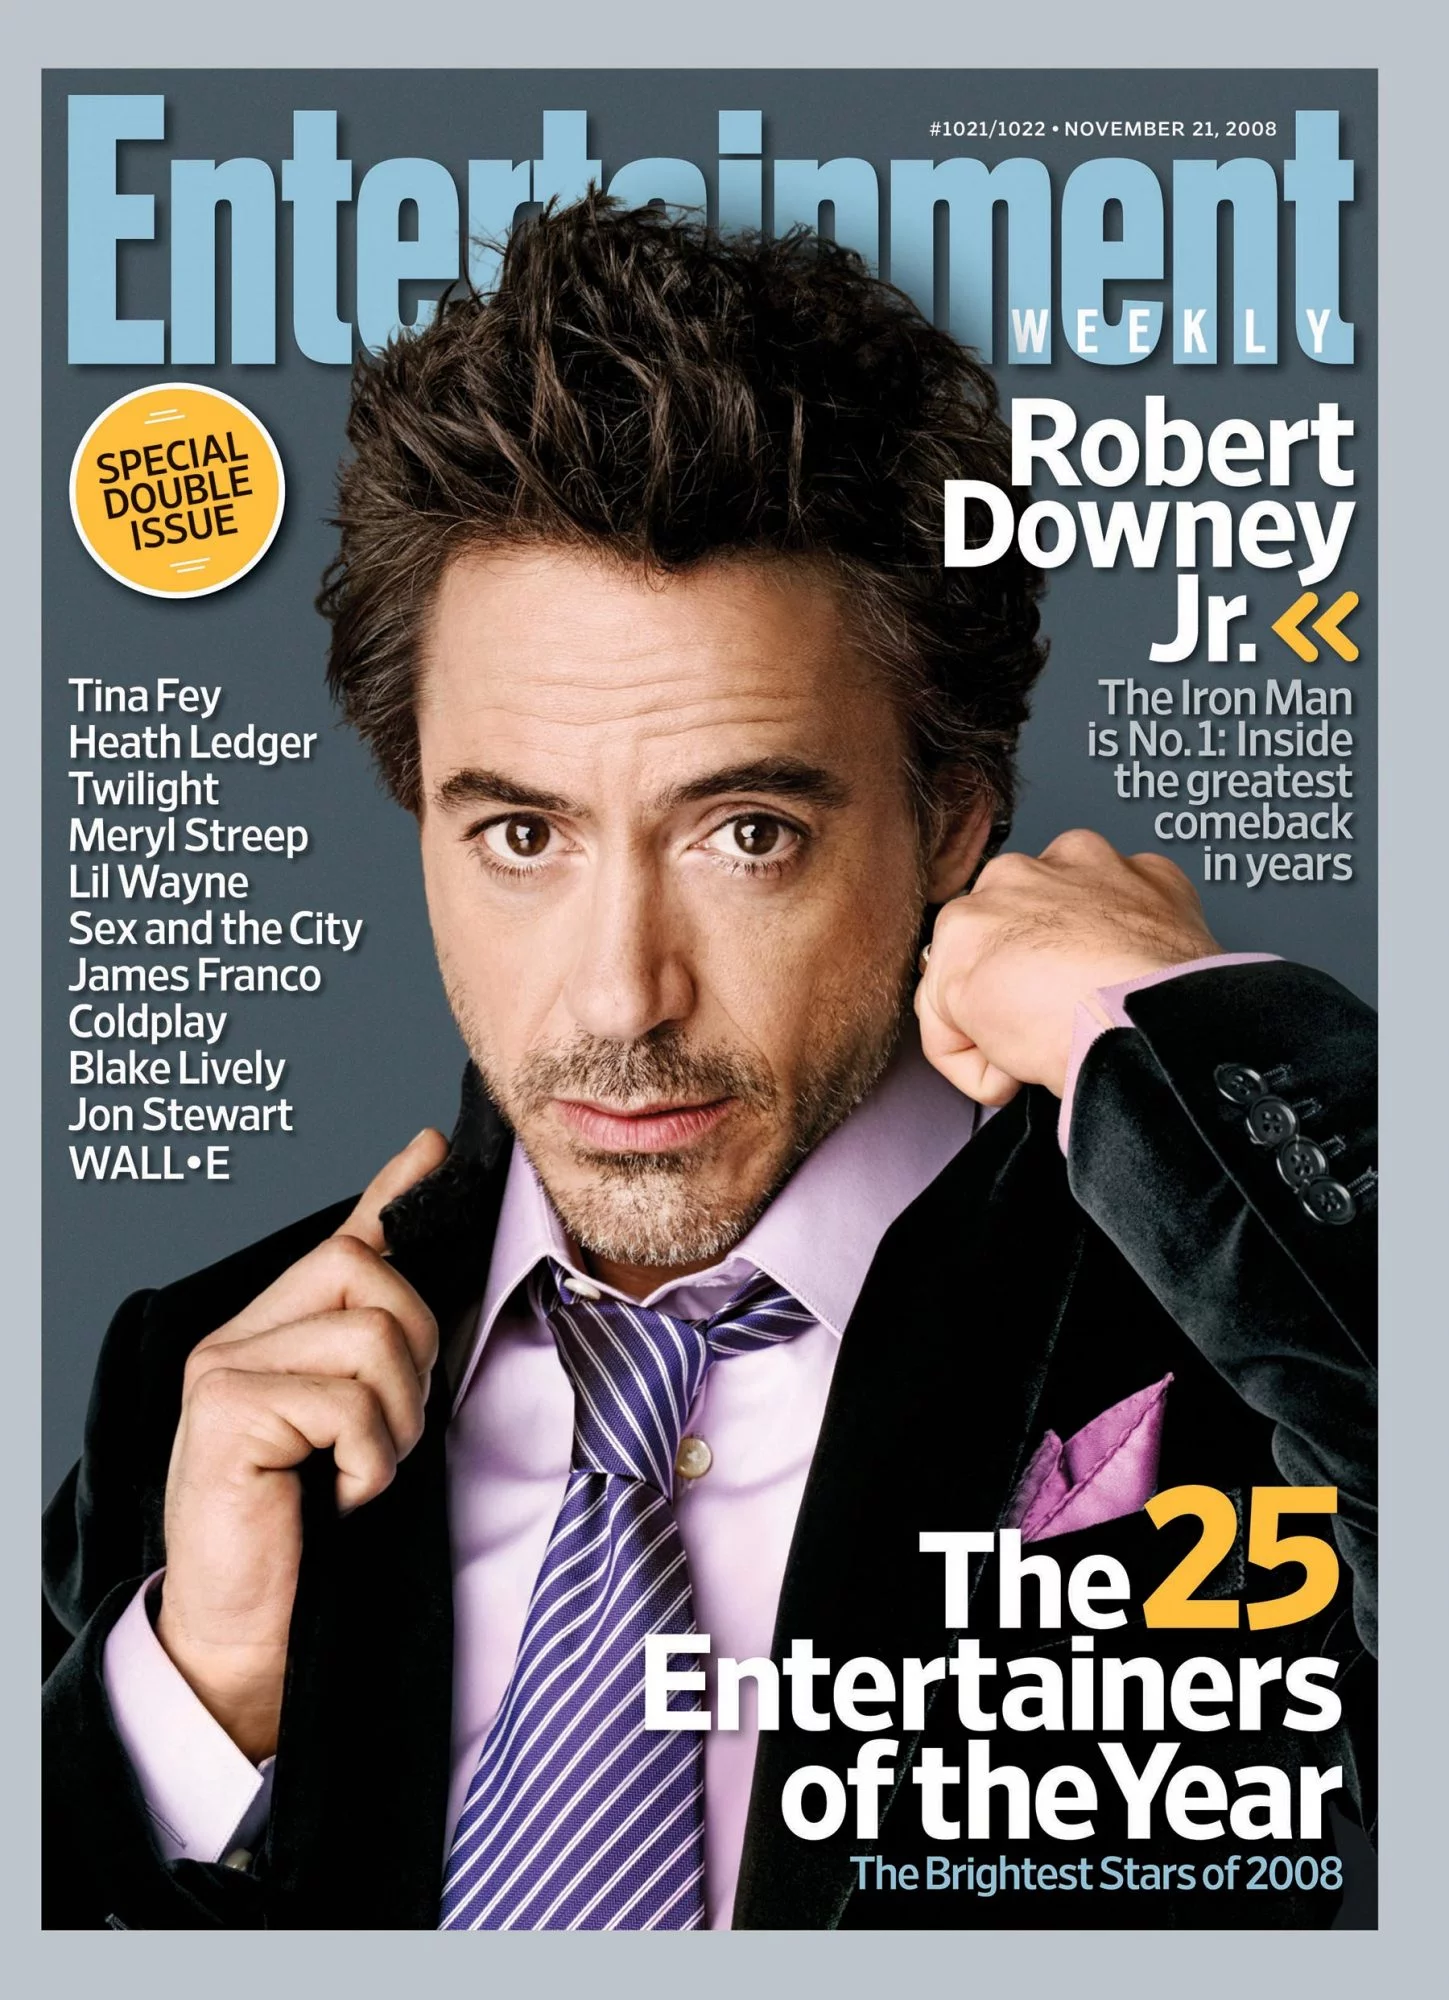 #1021/1022 • NOVEMBER 21, 2008
Entertainment
WEEKLY
SPECIAL
DOUBLE
ISSUE
Robert
Downey
Jr. «
The Iron Man
is No. 1: Inside
the greatest
comeback
in years
Tina Fey
Heath Ledger
Twilight
Meryl Streep
Lil Wayne
Sex and the City
James Franco
Coldplay
Blake Lively
Jon Stewart
WALL•E
The 25
Entertainers
of the Year
The Brightest Stars of 2008